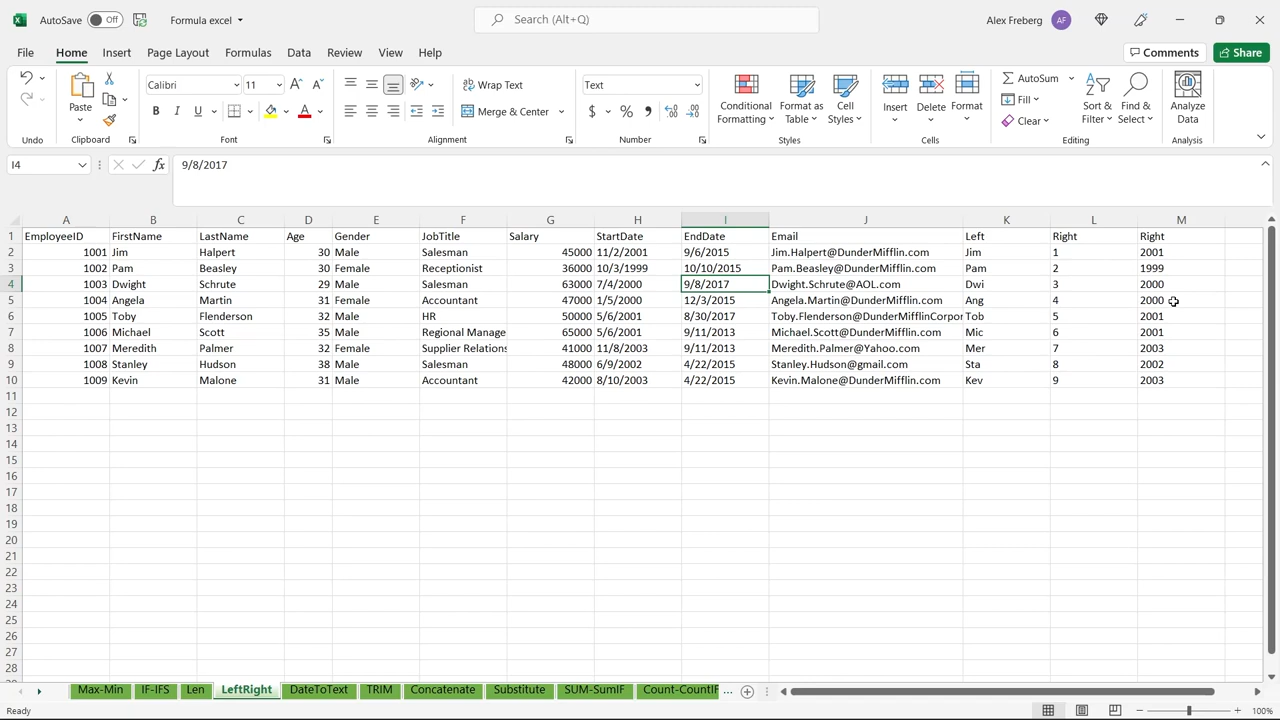 AutoSave Off Formula excel Search (Alt+Q) Alex Freberg AF
File Home Insert Page Layout Formulas Data Review View Help Comments Share
Paste Calibri 11 Wrap Text Merge & Center Text Conditional Formatting Format as Table Cell Styles Insert Delete Format AutoSum Fill Clear Sort & Filter Find & Select Analyze Data
Undo Clipboard Font Alignment Number Styles Cells Editing Analysis
I4 fx 9/8/2017
A B C D E F G H I J K L M
1 EmployeeID FirstName LastName Age Gender JobTitle Salary StartDate EndDate Email Left Right Right
2 1001 Jim Halpert 30 Male Salesman 45000 11/2/2001 9/6/2015 Jim.Halpert@DunderMifflin.com Jim 1 2001
3 1002 Pam Beasley 30 Female Receptionist 36000 10/3/1999 10/10/2015 Pam.Beasley@DunderMifflin.com Pam 2 1999
4 1003 Dwight Schrute 29 Male Salesman 63000 7/4/2000 9/8/2017 Dwight.Schrute@AOL.com Dwi 3 2000
5 1004 Angela Martin 31 Female Accountant 47000 1/5/2000 12/3/2015 Angela.Martin@DunderMifflin.com Ang 4 2000
6 1005 Toby Flenderson 32 Male HR 50000 5/6/2001 8/30/2017 Toby.Flenderson@DunderMifflinCorpor Tob 5 2001
7 1006 Michael Scott 35 Male Regional Manage 65000 5/6/2001 9/11/2013 Michael.Scott@DunderMifflin.com Mic 6 2001
8 1007 Meredith Palmer 32 Female Supplier Relations 41000 11/8/2003 9/11/2013 Meredith.Palmer@Yahoo.com Mer 7 2003
9 1008 Stanley Hudson 38 Male Salesman 48000 6/9/2002 4/22/2015 Stanley.Hudson@gmail.com Sta 8 2002
10 1009 Kevin Malone 31 Male Accountant 42000 8/10/2003 4/22/2015 Kevin.Malone@DunderMifflin.com Kev 9 2003
11
12
13
14
15
16
17
18
19
20
21
22
23
24
25
26
27
28
Max-Min IF-IFS Len LeftRight DateToText TRIM Concatenate Substitute SUM-SumIF Count-CountIF ...
Ready 100%